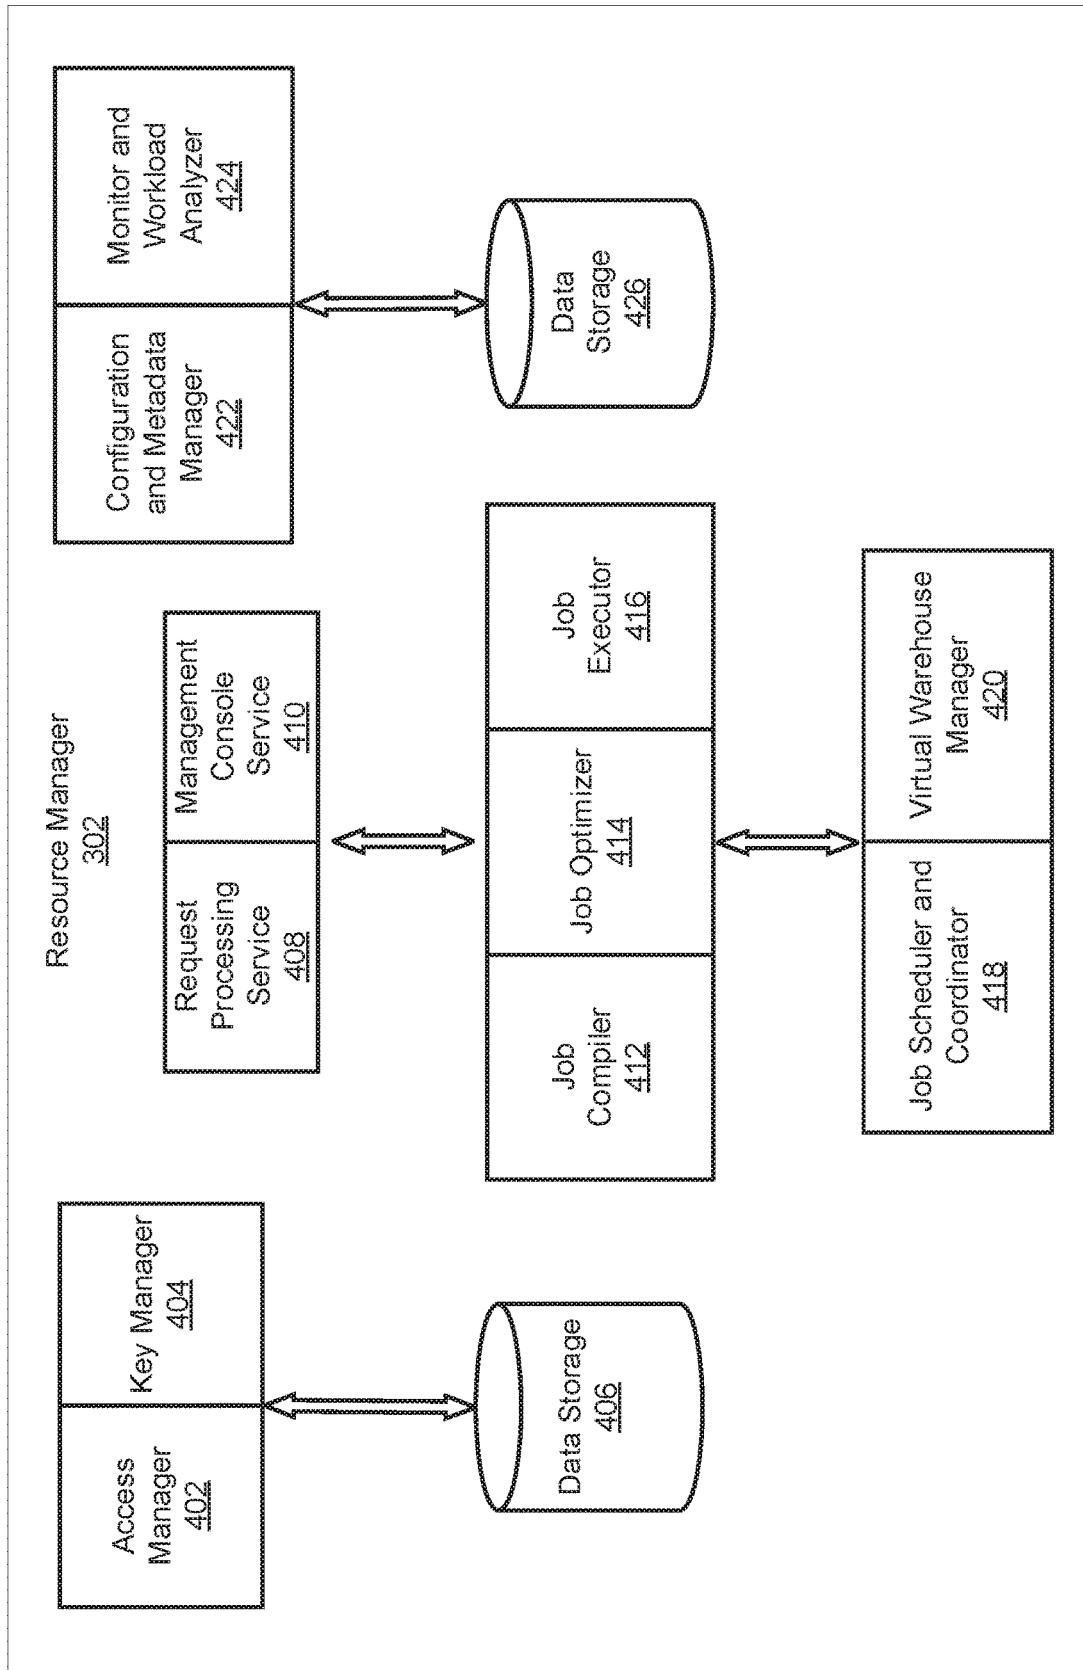 Resource Manager
302
Access
Manager
402
Key Manager
404
Data Storage
406
Request
Processing
Service
408
Management
Console
Service
410
Job
Compiler
412
Job Optimizer
414
Job
Executor
416
Job Scheduler and
Coordinator
418
Virtual Warehouse
Manager
420
Configuration
and Metadata
Manager
422
Monitor and
Workload
Analyzer
424
Data
Storage
426